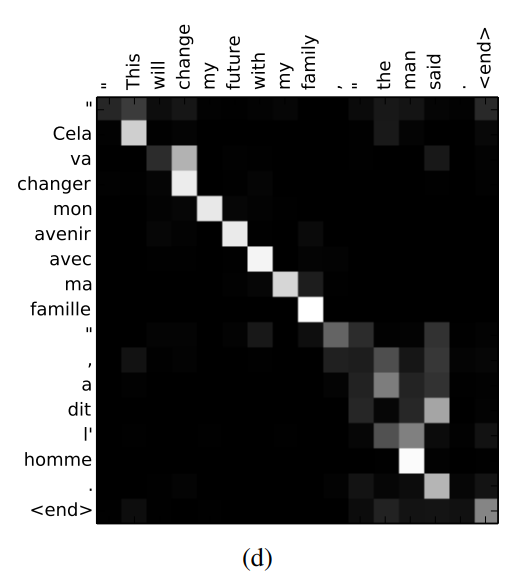 " This will change my future with my family , " the man said . <end>
"
Cela
va
changer
mon
avenir
avec
ma
famille
"
,
a
dit
l'
homme
.
<end>
(d)